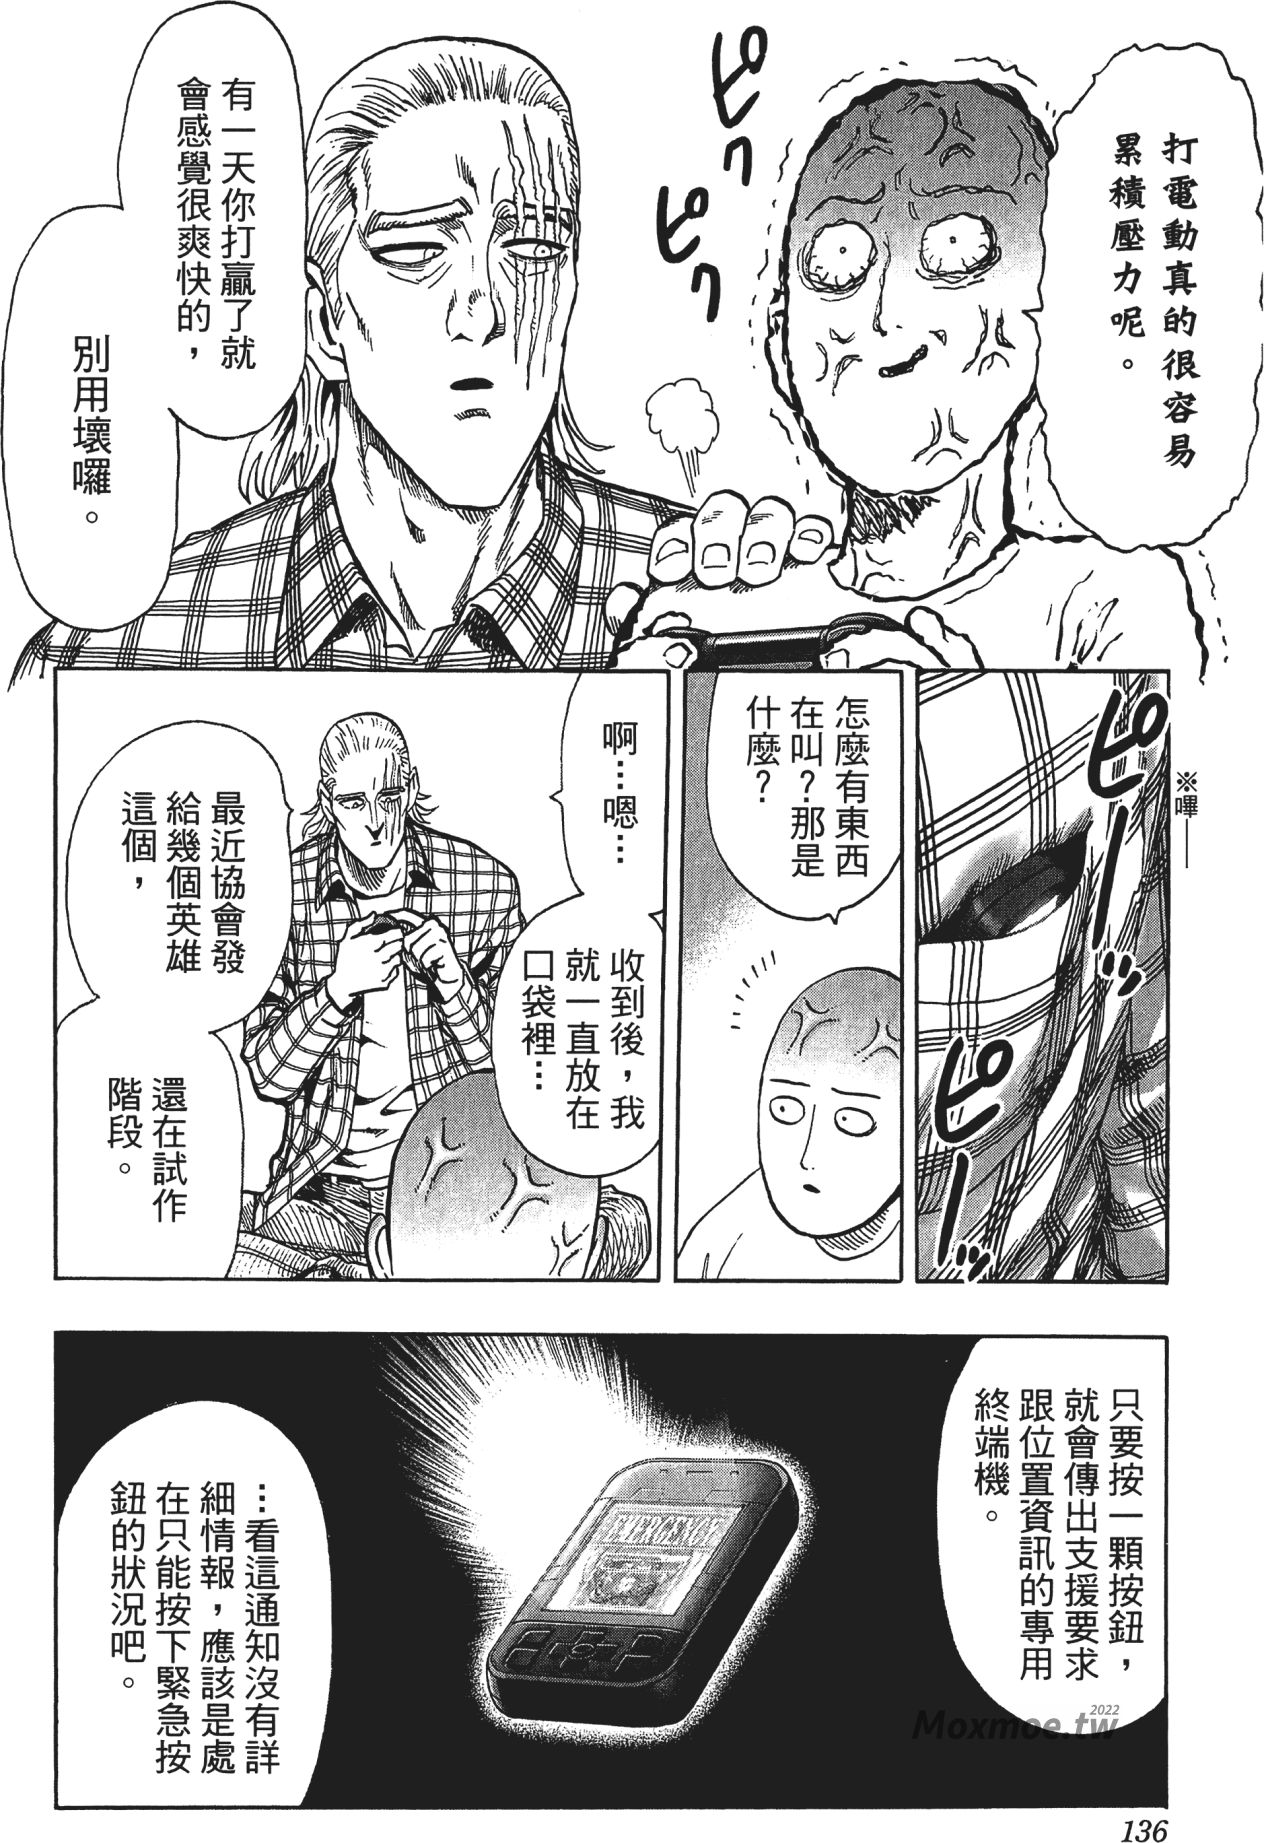 打電動真的很容易
累積壓力呢。
ピク
ピク
有一天你打贏了就
會感覺很爽快的，
別用壞囉。
※嗶——
ピーッ
ピーッ
怎麼有東西
在叫？那是
什麼？
啊…嗯…
收到後，我
就一直放在
口袋裡…
最近協會發
給幾個英雄
這個，
還在試作
階段。
只要按一顆按鈕，
就會傳出支援要求
跟位置資訊的專用
終端機。
EMERGENCY
…看這通知沒有詳
細情報，應該是處
在只能按下緊急按
鈕的狀況吧。
2022
Moxmoe.tw
136